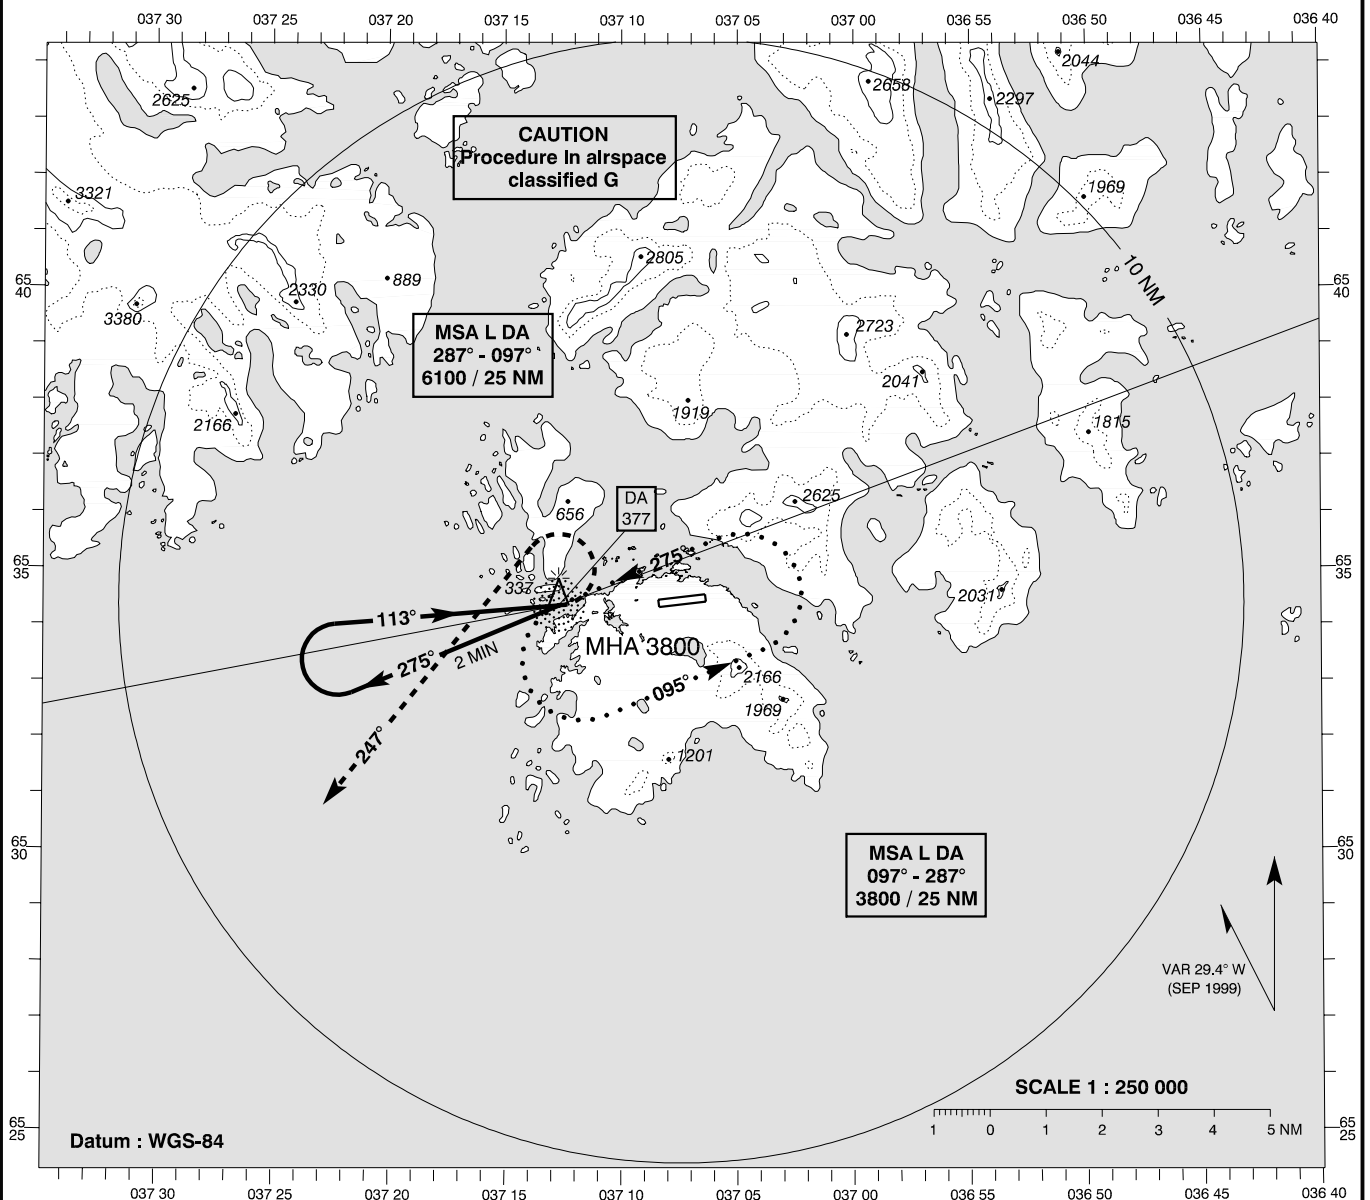 037 30 037 25 037 20 037 15 037 10 037 05 037 00 036 55 036 50 036 45 036 40
2044
2625
2658
2297
CAUTION
Procedure In airspace
classified G
3321
1969
2805
10 NM
65
40
65
40
889
2330
3380
MSA L DA
287° - 097°
6100 / 25 NM
2723
2041
1919
1815
2166
DA
377
2625
656
65
35
65
35
275°
337
2031
113°
MHA 3800
275°
2 MIN
2166
095°
1969
247°
1201
65
30
65
30
MSA L DA
097° - 287°
3800 / 25 NM
VAR 29.4° W
(SEP 1999)
SCALE 1 : 250 000
1 0 1 2 3 4 5 NM
65
25
65
25
Datum : WGS-84
037 30 037 25 037 20 037 15 037 10 037 05 037 00 036 55 036 50 036 45 036 40